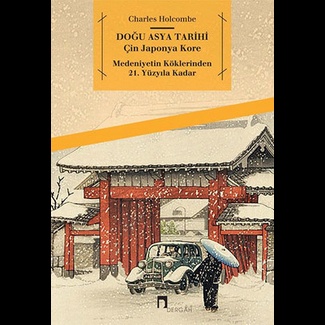 Charles Holcombe
DOĞU ASYA TARİHİ
Çin Japonya Kore
Medeniyetin Köklerinden
21. Yüzyıla Kadar
DERGÂH